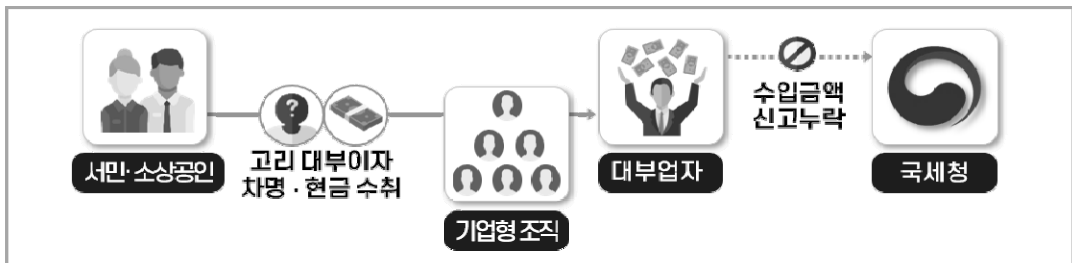 서민·소상공인
?
고리 대부이자
차명·현금 수취
기업형 조직
대부업자
수입금액
신고누락
국세청